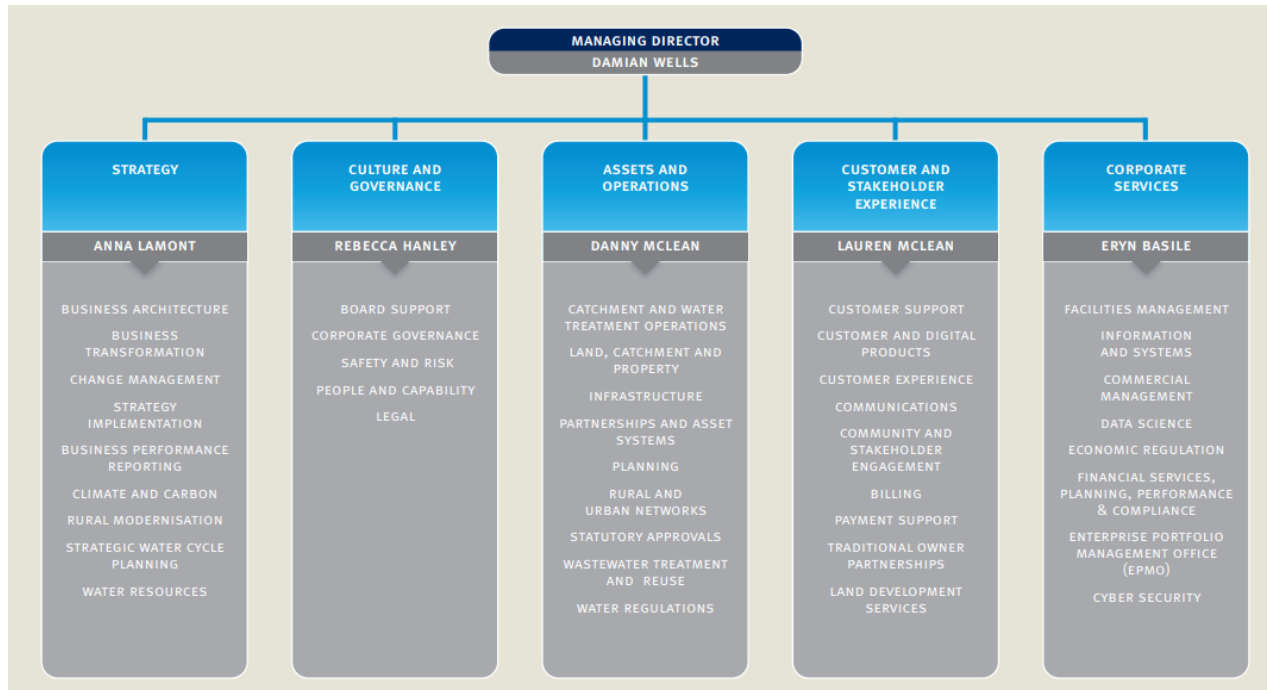 MANAGING DIRECTOR
DAMIAN WELLS
STRATEGY
ANNA LAMONT
BUSINESS ARCHITECTURE
BUSINESS
TRANSFORMATION
CHANGE MANAGEMENT
STRATEGY
IMPLEMENTATION
BUSINESS PERFORMANCE
REPORTING
CLIMATE AND CARBON
RURAL MODERNISATION
STRATEGIC WATER CYCLE
PLANNING
WATER RESOURCES
CULTURE AND
GOVERNANCE
REBECCA HANLEY
BOARD SUPPORT
CORPORATE GOVERNANCE
SAFETY AND RISK
PEOPLE AND CAPABILITY
LEGAL
ASSETS AND
OPERATIONS
DANNY MCLEAN
CATCHMENT AND WATER
TREATMENT OPERATIONS
LAND, CATCHMENT AND
PROPERTY
INFRASTRUCTURE
PARTNERSHIPS AND ASSET
SYSTEMS
PLANNING
RURAL AND
URBAN NETWORKS
STATUTORY APPROVALS
WASTEWATER TREATMENT
AND REUSE
WATER REGULATIONS
CUSTOMER AND
STAKEHOLDER
EXPERIENCE
LAUREN MCLEAN
CUSTOMER SUPPORT
CUSTOMER AND DIGITAL
PRODUCTS
CUSTOMER EXPERIENCE
COMMUNICATIONS
COMMUNITY AND
STAKEHOLDER
ENGAGEMENT
BILLING
PAYMENT SUPPORT
TRADITIONAL OWNER
PARTNERSHIPS
LAND DEVELOPMENT
SERVICES
CORPORATE
SERVICES
ERYN BASILE
FACILITIES MANAGEMENT
INFORMATION
AND SYSTEMS
COMMERCIAL
MANAGEMENT
DATA SCIENCE
ECONOMIC REGULATION
FINANCIAL SERVICES,
PLANNING, PERFORMANCE
& COMPLIANCE
ENTERPRISE PORTFOLIO
MANAGEMENT OFFICE
(EPMO)
CYBER SECURITY